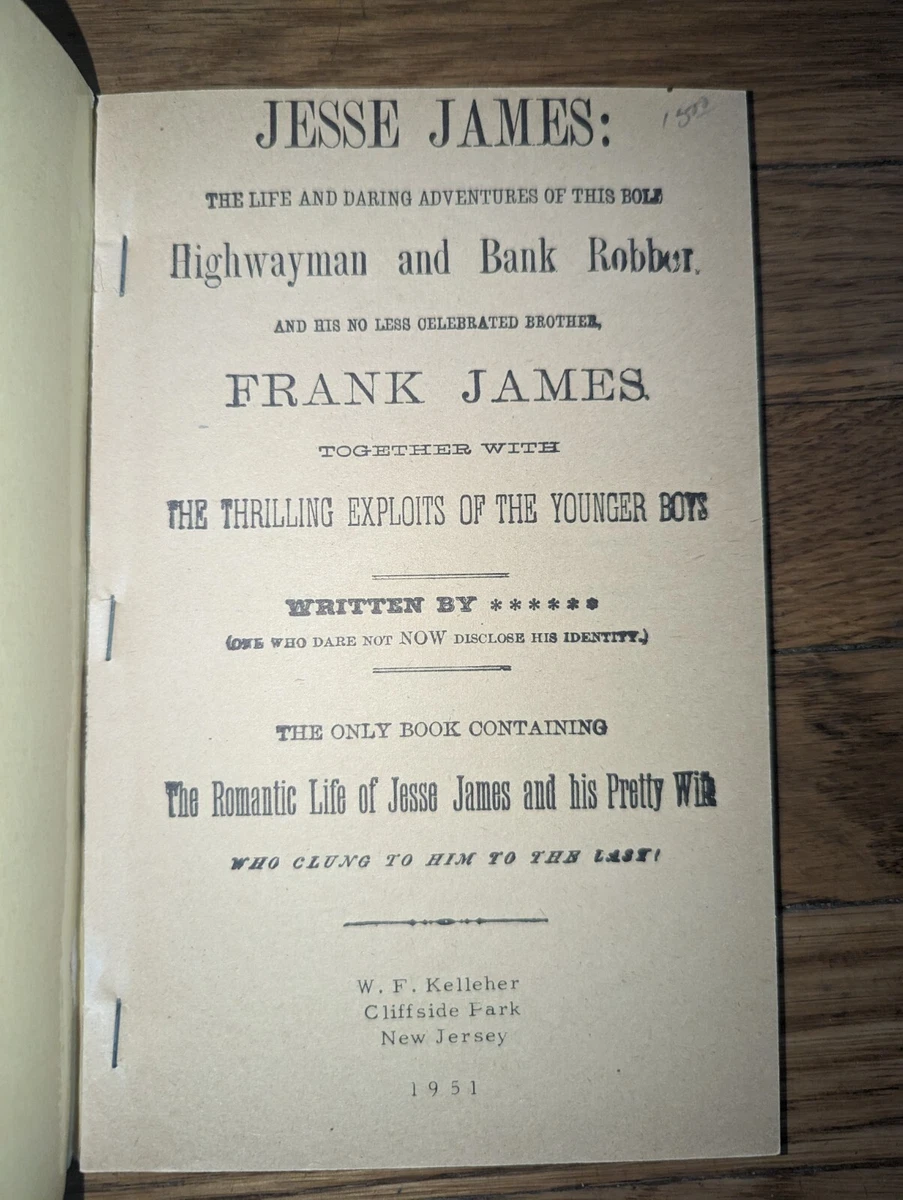 JESSE JAMES:
THE LIFE AND DARING ADVENTURES OF THIS BOLD
Highwayman and Bank Robber,
AND HIS NO LESS CELEBRATED BROTHER,
FRANK JAMES.
TOGETHER WITH
THE THRILLING EXPLOITS OF THE YOUNGER BOYS
WRITTEN BY ******
(ONE WHO DARE NOT NOW DISCLOSE HIS IDENTITY.)
THE ONLY BOOK CONTAINING
The Romantic Life of Jesse James and his Pretty Wife
WHO CLUNG TO HIM TO THE LAST!
W. F. Kelleher
Cliffside Park
New Jersey
1951